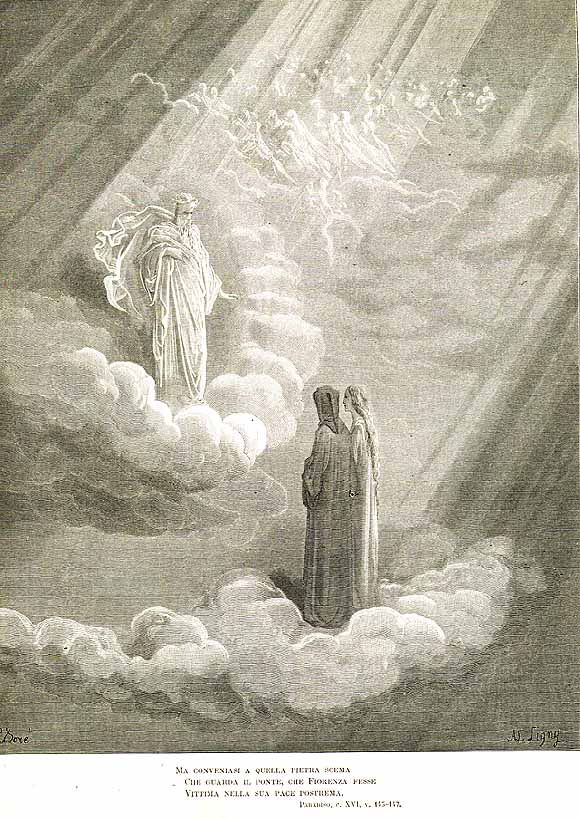 Doré
A. Ligny
Ma conveniasi a quella pietra scema
Che guarda il ponte, che Fiorenza fesse
Vittima nella sua pace postrema.
Paradiso, c. XVI, v. 145-147.